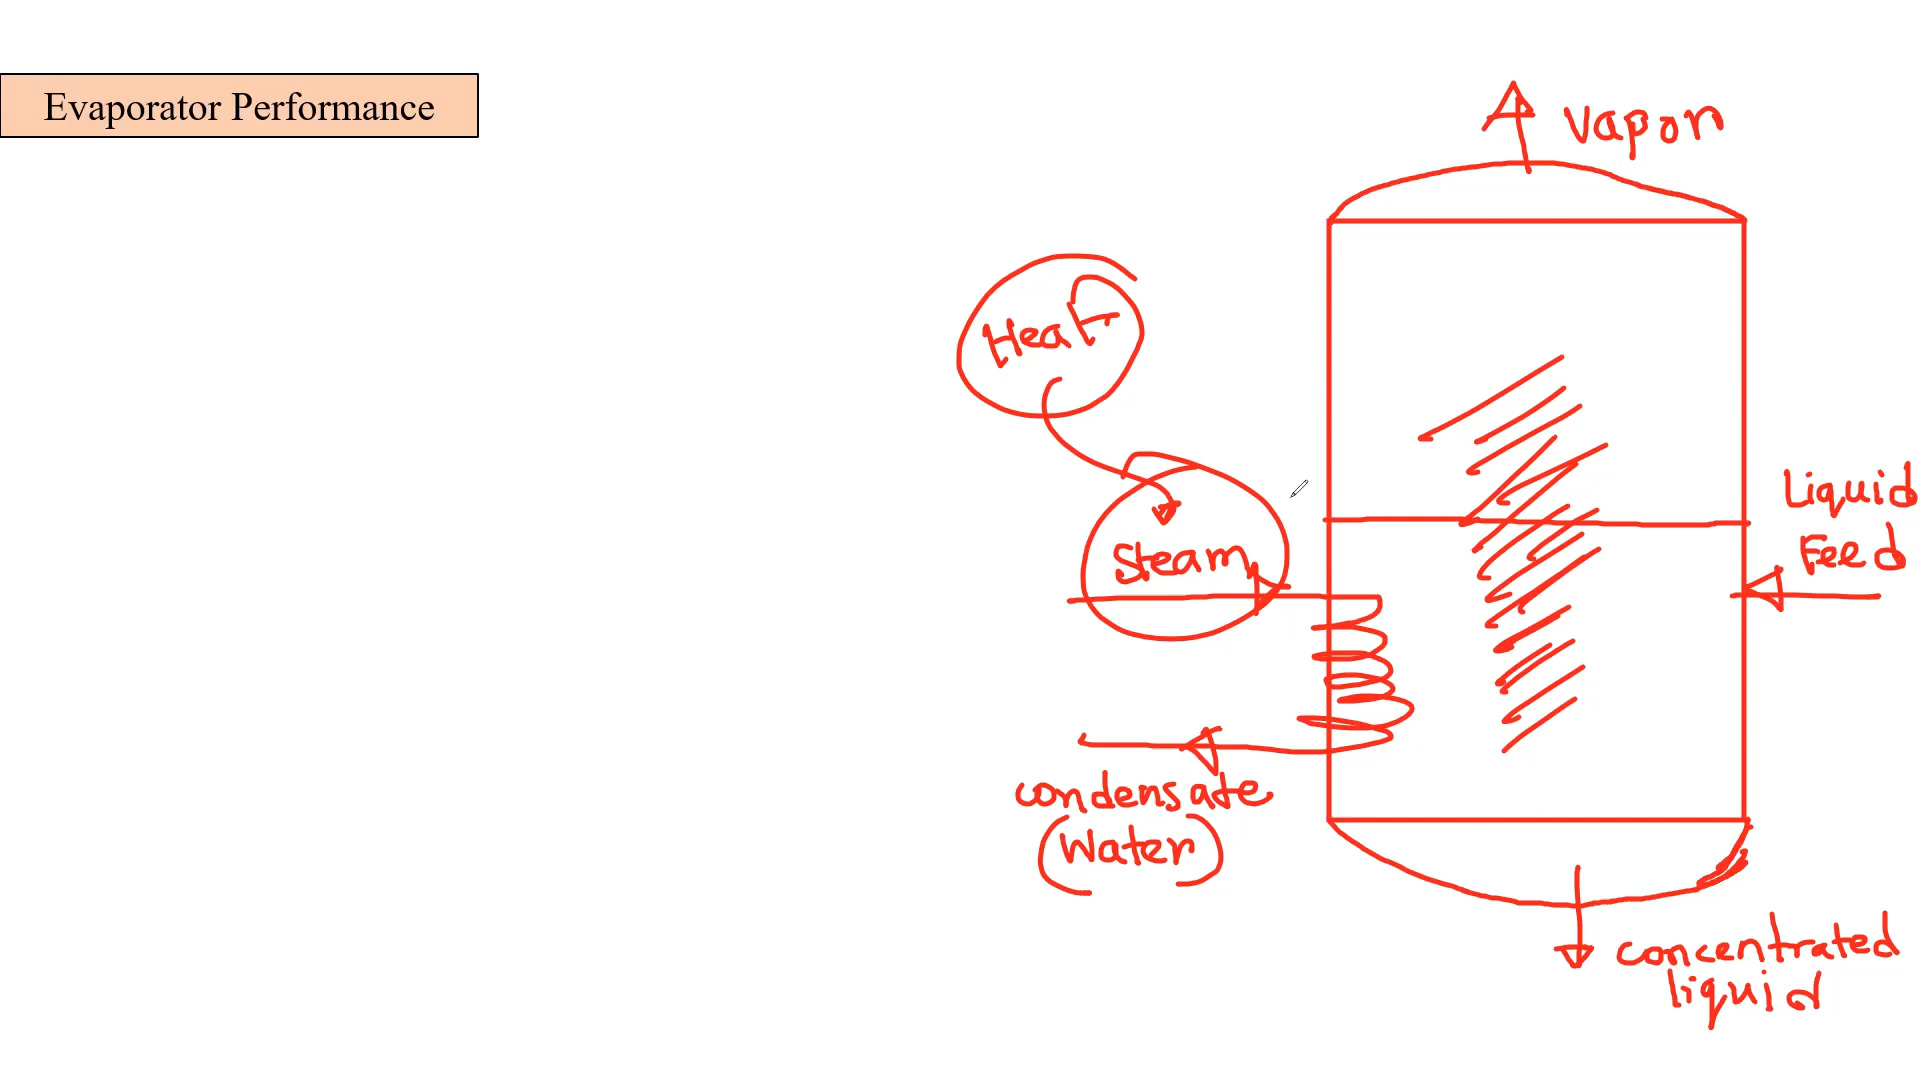 Evaporator Performance
Vapor
Heat
Steam
Liquid
Feed
condensate
(Water)
concentrated
liquid